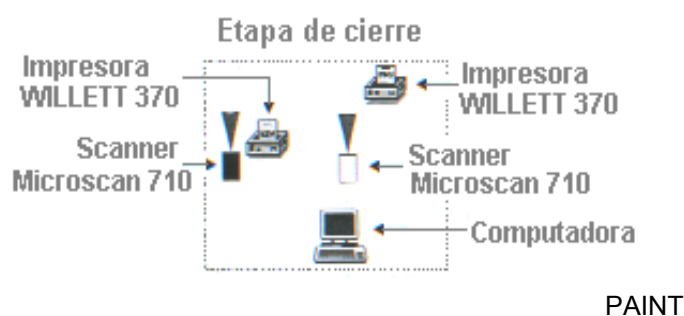 Etapa de cierre
Impresora
WILLETT 370
Impresora
WILLETT 370
Scanner
Microscan 710
Scanner
Microscan 710
Computadora
PAINT